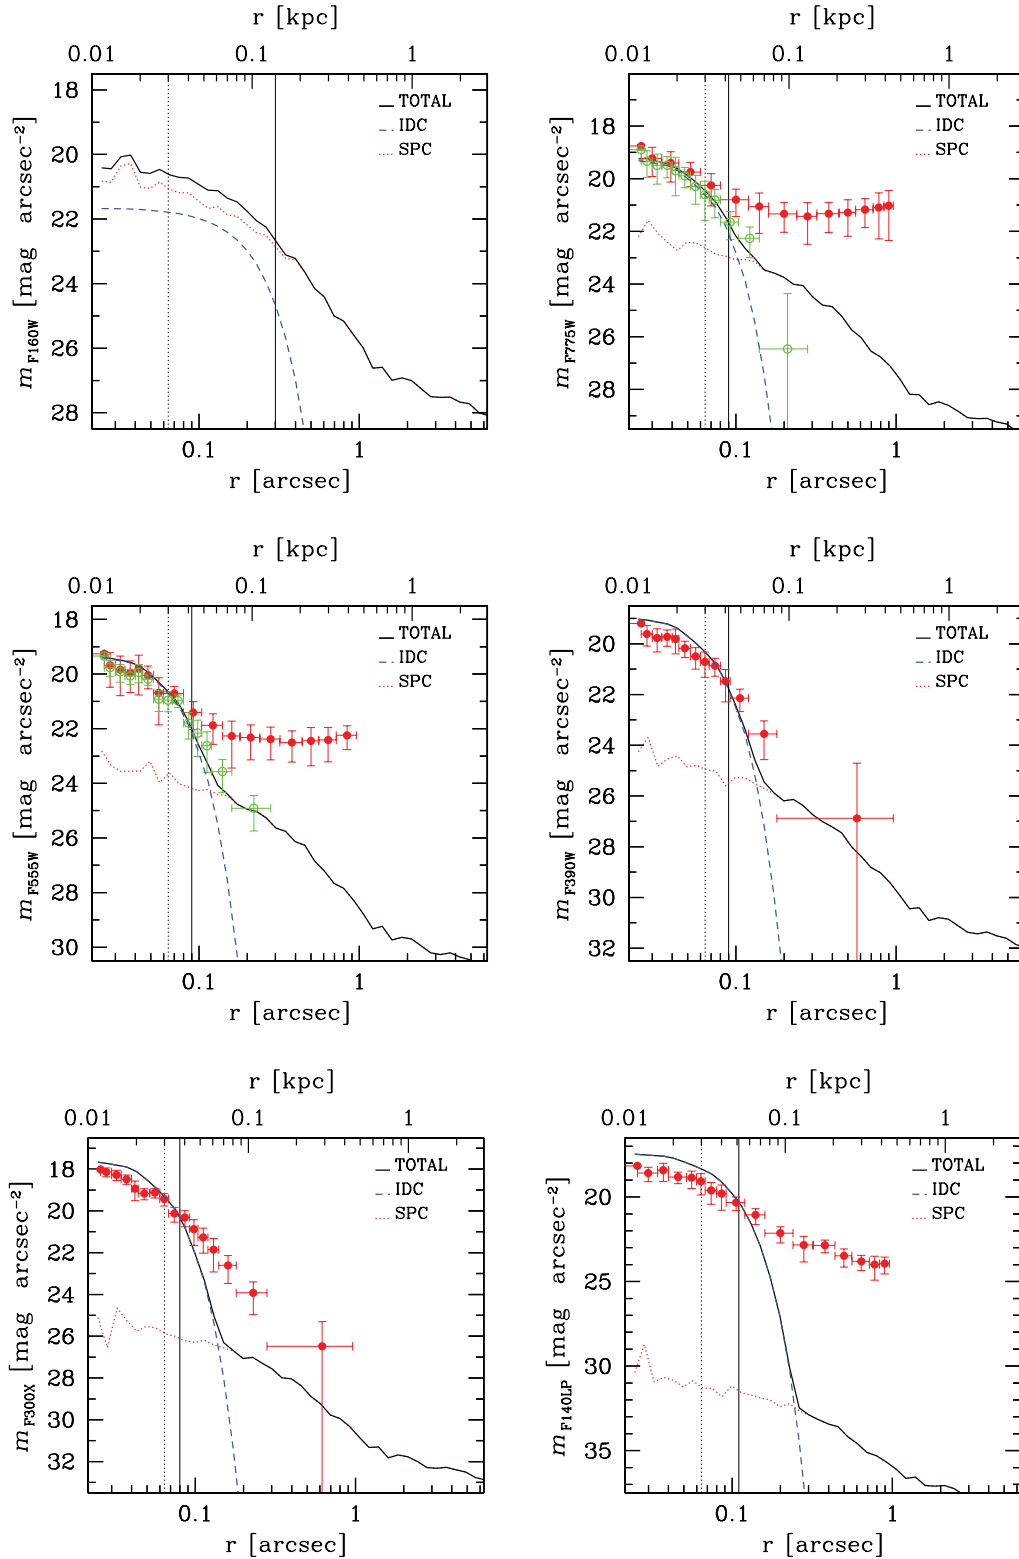 r [kpc]
0.01 0.1 1
18
20
22
24
26
28
m_F160W [mag arcsec⁻²]
TOTAL
IDC
SPC
0.1 1
r [arcsec]
r [kpc]
0.01 0.1 1
18
20
22
24
26
28
m_F775W [mag arcsec⁻²]
TOTAL
IDC
SPC
0.1 1
r [arcsec]
r [kpc]
0.01 0.1 1
18
20
22
24
26
28
30
m_F555W [mag arcsec⁻²]
TOTAL
IDC
SPC
0.1 1
r [arcsec]
r [kpc]
0.01 0.1 1
20
22
24
26
28
30
32
m_F390W [mag arcsec⁻²]
TOTAL
IDC
SPC
0.1 1
r [arcsec]
r [kpc]
0.01 0.1 1
18
20
22
24
26
28
30
32
m_F300X [mag arcsec⁻²]
TOTAL
IDC
SPC
0.1 1
r [arcsec]
r [kpc]
0.01 0.1 1
20
25
30
35
m_F140LP [mag arcsec⁻²]
TOTAL
IDC
SPC
0.1 1
r [arcsec]